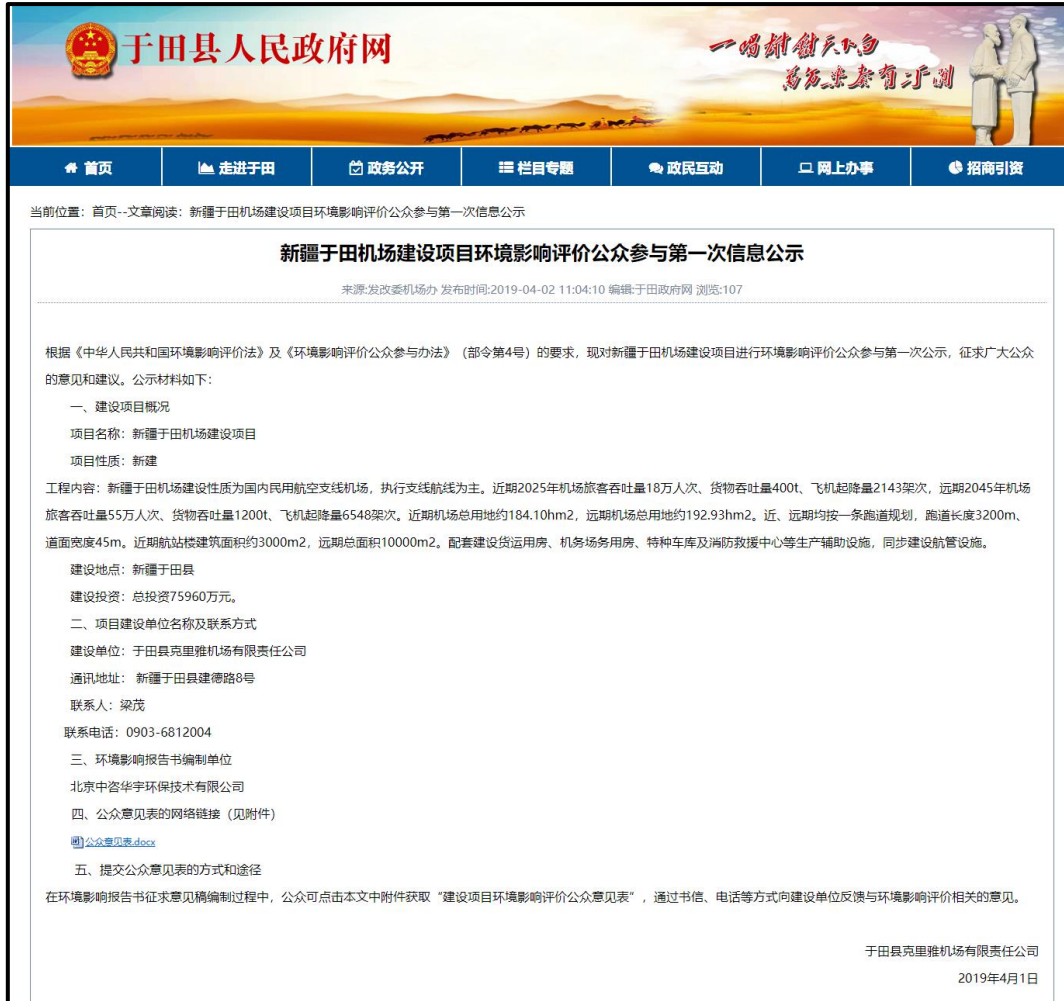 于田县人民政府网
一唱雄鸡天下白
万方乐奏有于阗
首页 走进于田 政务公开 栏目专题 政民互动 网上办事 招商引资
当前位置：首页--文章阅读：新疆于田机场建设项目环境影响评价公众参与第一次信息公示
新疆于田机场建设项目环境影响评价公众参与第一次信息公示
来源:发改委机场办 发布时间:2019-04-02 11:04:10 编辑:于田政府网 浏览:107
根据《中华人民共和国环境影响评价法》及《环境影响评价公众参与办法》（部令第4号）的要求，现对新疆于田机场建设项目进行环境影响评价公众参与第一次公示，征求广大公众
的意见和建议。公示材料如下：
一、建设项目概况
项目名称：新疆于田机场建设项目
项目性质：新建
工程内容：新疆于田机场建设性质为国内民用航空支线机场，执行支线航线为主。近期2025年机场旅客吞吐量18万人次、货物吞吐量400t、飞机起降量2143架次，远期2045年机场
旅客吞吐量55万人次、货物吞吐量1200t、飞机起降量6548架次。近期机场总用地约184.10hm2，远期机场总用地约192.93hm2。近、远期均按一条跑道规划，跑道长度3200m、
道面宽度45m。近期航站楼建筑面积约3000m2，远期总面积10000m2。配套建设货运用房、机务场务用房、特种车库及消防救援中心等生产辅助设施，同步建设航管设施。
建设地点：新疆于田县
建设投资：总投资75960万元。
二、项目建设单位名称及联系方式
建设单位：于田县克里雅机场有限责任公司
通讯地址： 新疆于田县建德路8号
联系人：梁茂
联系电话：0903-6812004
三、环境影响报告书编制单位
北京中咨华宇环保技术有限公司
四、公众意见表的网络链接（见附件）
公众意见表.docx
五、提交公众意见表的方式和途径
在环境影响报告书征求意见稿编制过程中，公众可点击本文中附件获取“建设项目环境影响评价公众意见表”，通过书信、电话等方式向建设单位反馈与环境影响评价相关的意见。
于田县克里雅机场有限责任公司
2019年4月1日